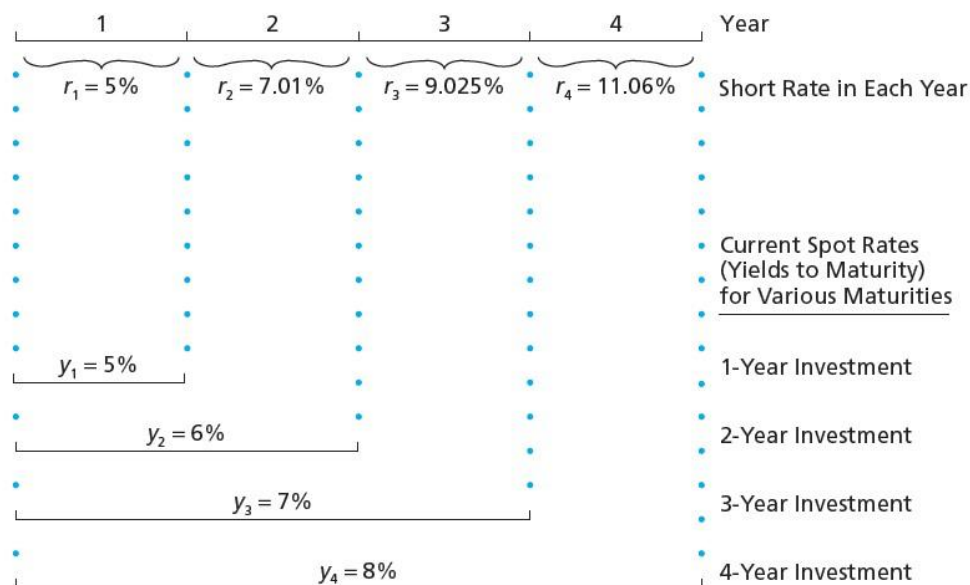 1 2 3 4 Year
r₁ = 5% r₂ = 7.01% r₃ = 9.025% r₄ = 11.06% Short Rate in Each Year
Current Spot Rates
(Yields to Maturity)
for Various Maturities
y₁ = 5% 1-Year Investment
y₂ = 6% 2-Year Investment
y₃ = 7% 3-Year Investment
y₄ = 8% 4-Year Investment